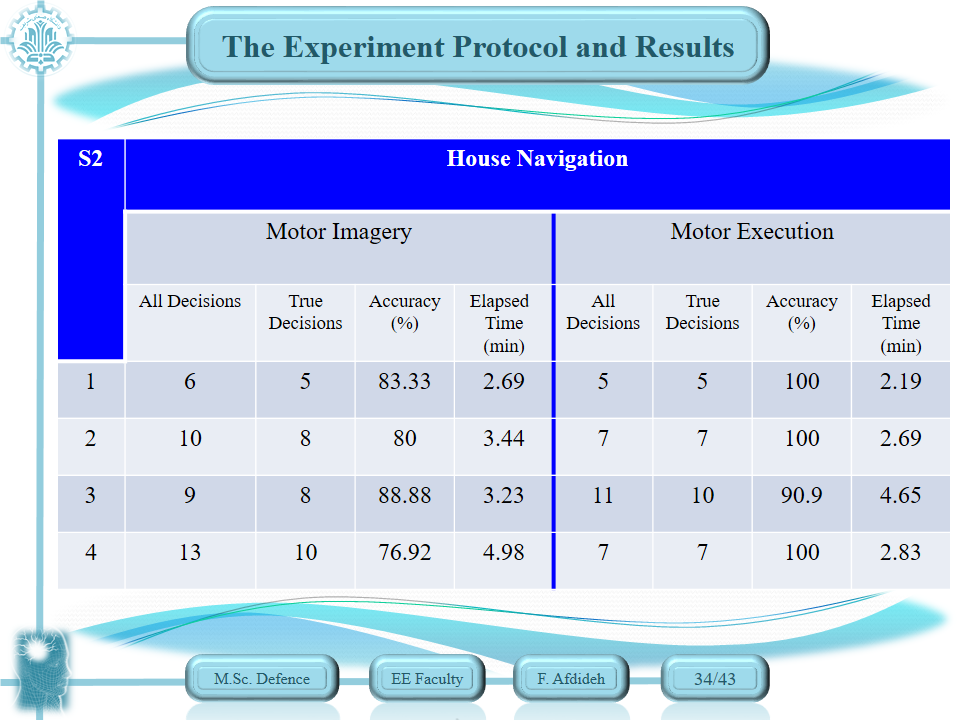 The Experiment Protocol and Results
S2 House Navigation
Motor Imagery Motor Execution
All Decisions True Decisions Accuracy (%) Elapsed Time (min) All Decisions True Decisions Accuracy (%) Elapsed Time (min)
1 6 5 83.33 2.69 5 5 100 2.19
2 10 8 80 3.44 7 7 100 2.69
3 9 8 88.88 3.23 11 10 90.9 4.65
4 13 10 76.92 4.98 7 7 100 2.83
M.Sc. Defence EE Faculty F. Afdideh 34/43